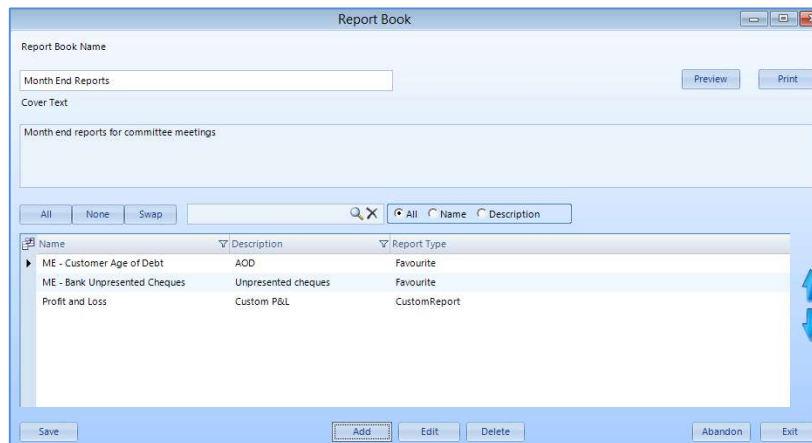 Report Book
Report Book Name
Month End Reports
Preview Print
Cover Text
Month end reports for committee meetings
All None Swap All Name Description
Name Description Report Type
ME - Customer Age of Debt AOD Favourite
ME - Bank Unpresented Cheques Unpresented cheques Favourite
Profit and Loss Custom P&L CustomReport
Save Add Edit Delete Abandon Exit